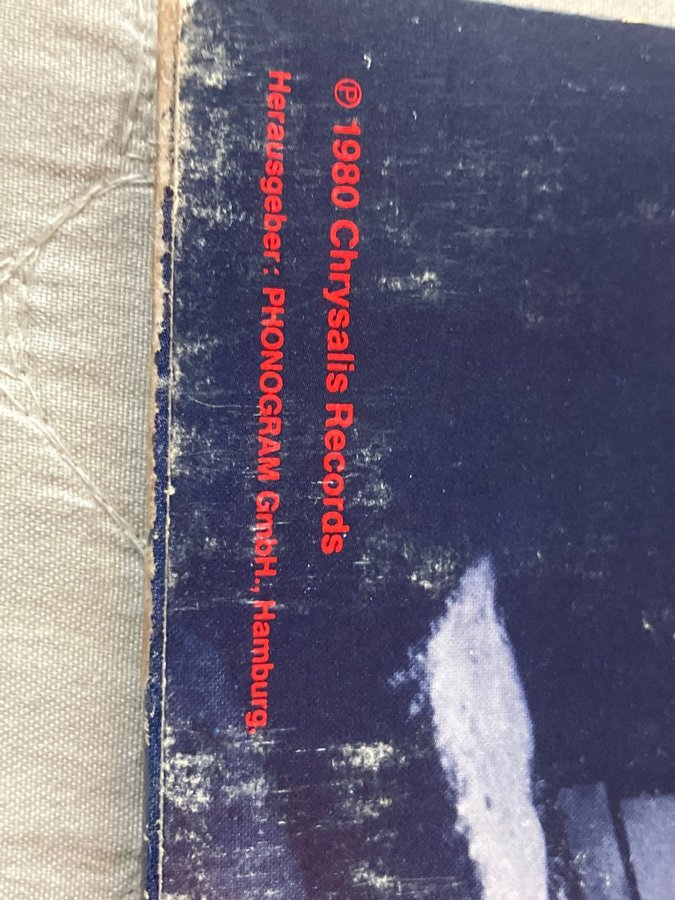 ℗ 1980 Chrysalis Records
Herausgeber: PHONOGRAM GmbH., Hamburg.